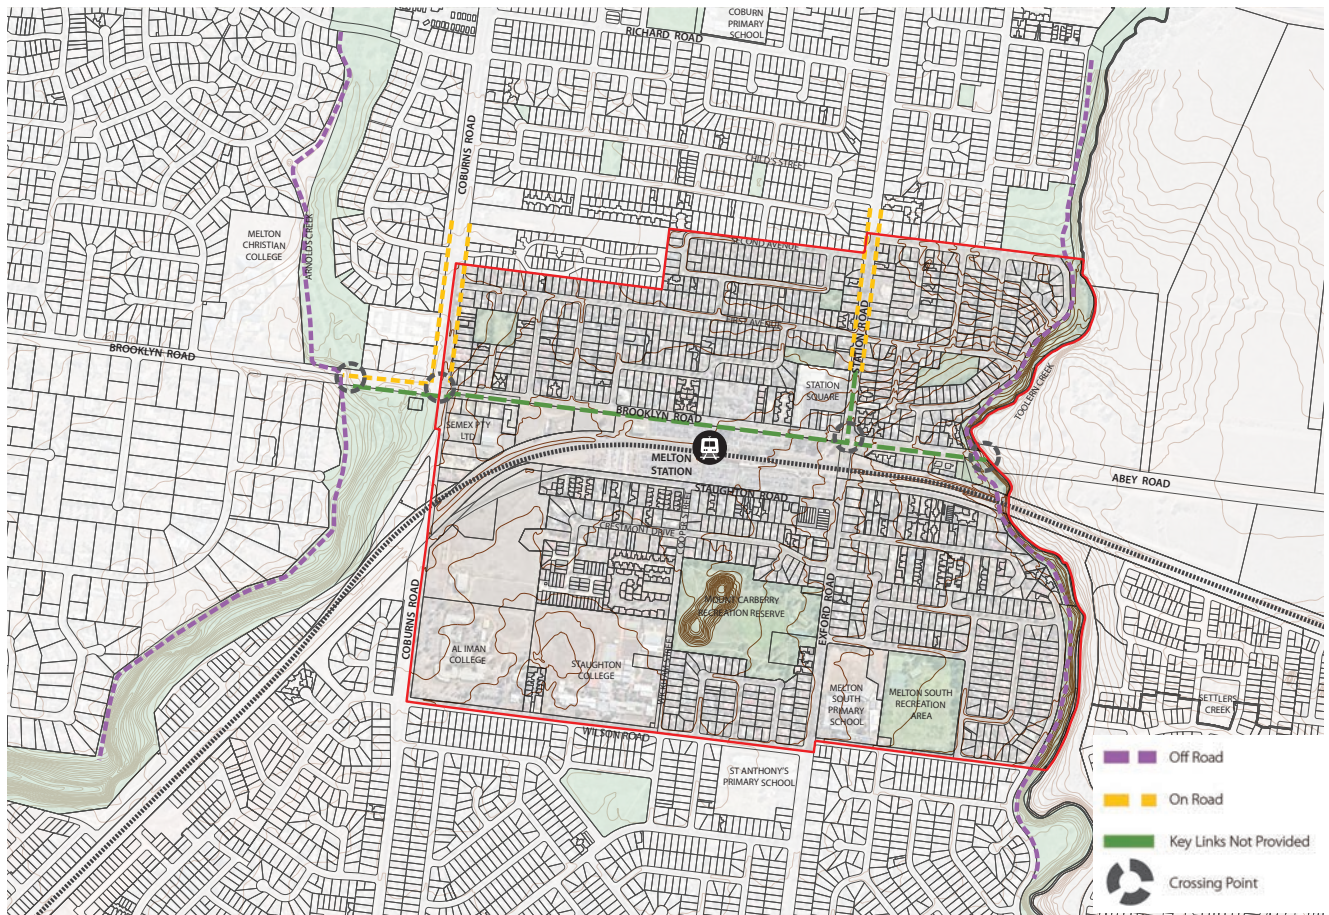 COBURN
PRIMARY
SCHOOL
RICHARD ROAD
COBURNS ROAD
CHILDS STREET
MELTON
CHRISTIAN
COLLEGE
ARNOLDS CREEK
SECOND AVENUE
FIRST AVENUE
STATION ROAD
BROOKLYN ROAD
STATION
SQUARE
TOOLERN CREEK
SEMEX PTY
LTD
BROOKLYN ROAD
MELTON
STATION
ABEY ROAD
STAUGHTON ROAD
CRESTMONT DRIVE
EXFORD ROAD
MOUNT CARBERRY
RECREATION RESERVE
COBURNS ROAD
AL IMAN
COLLEGE
STAUGHTON
COLLEGE
MELTON
SOUTH
PRIMARY
SCHOOL
MELTON SOUTH
RECREATION
AREA
SETTLERS
CREEK
WILSON ROAD
ST ANTHONY'S
PRIMARY SCHOOL
Off Road
On Road
Key Links Not Provided
Crossing Point